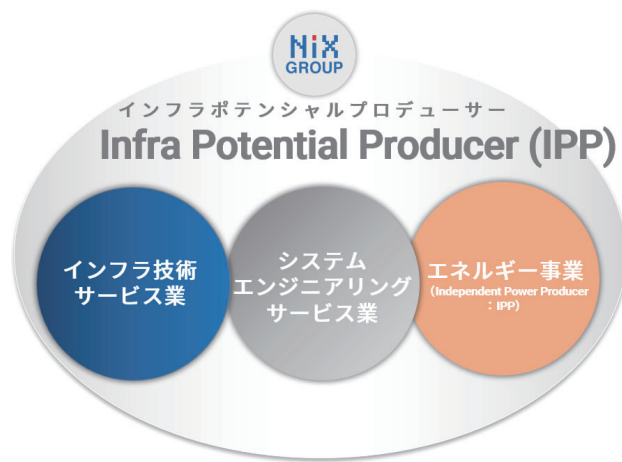 NiX
GROUP
インフラポテンシャルプロデューサー
Infra Potential Producer (IPP)
インフラ技術
サービス業
システム
エンジニアリング
サービス業
エネルギー事業
(Independent Power Producer
：IPP)